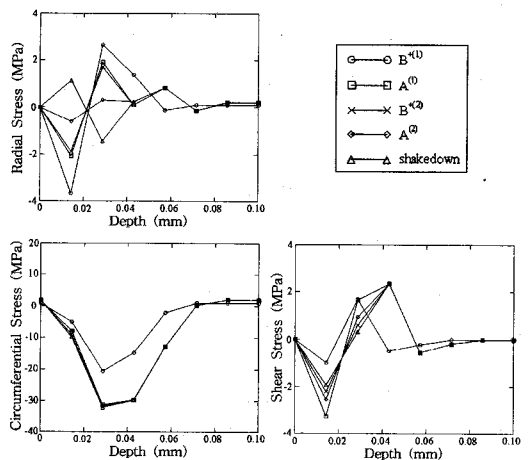 4
2
0
-2
-4
Radial Stress (MPa)
0 0.02 0.04 0.06 0.08 0.10
Depth (mm)
B*(1)
A(1)
B*(2)
A(2)
shakedown
20
10
0
-10
-20
-30
-40
Circumferential Stress (MPa)
0 0.02 0.04 0.06 0.08 0.10
Depth (mm)
4
2
0
-2
-4
Shear Stress (MPa)
0 0.02 0.04 0.06 0.08 0.10
Depth (mm)